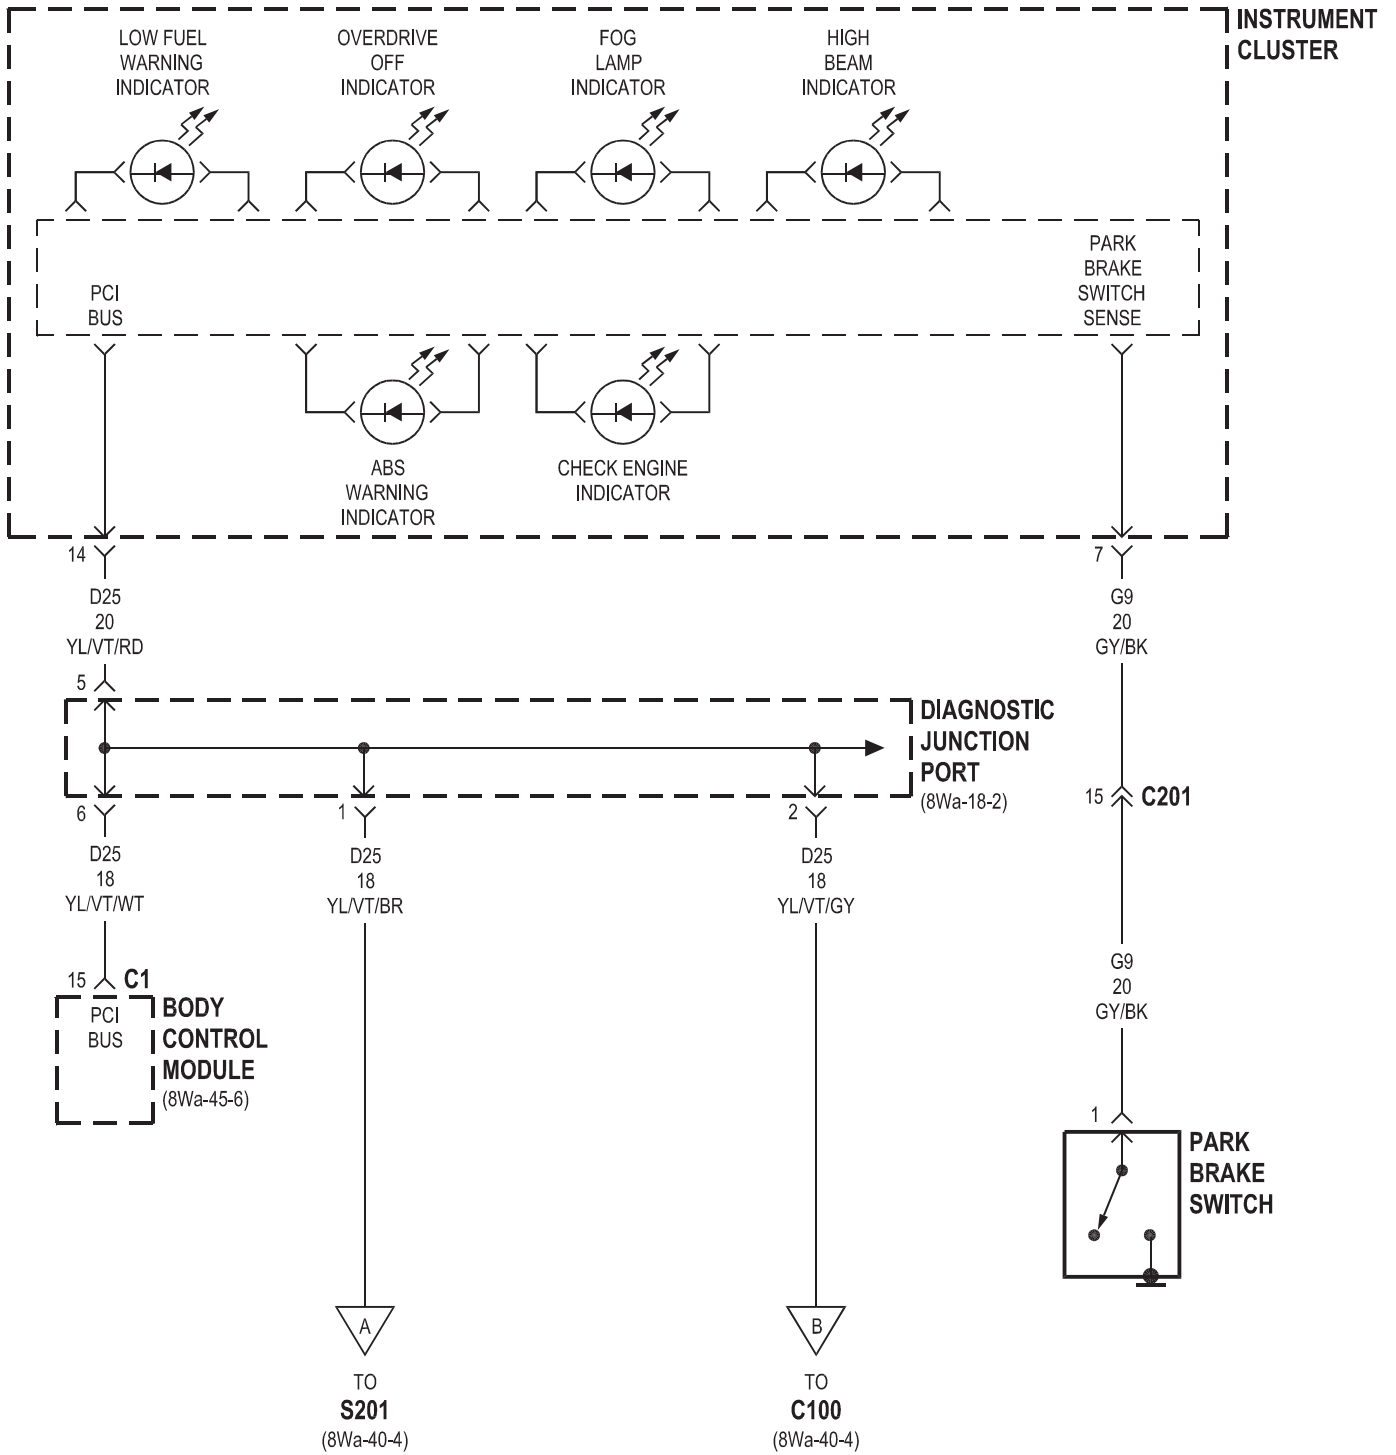 INSTRUMENT
CLUSTER
LOW FUEL
WARNING
INDICATOR
OVERDRIVE
OFF
INDICATOR
FOG
LAMP
INDICATOR
HIGH
BEAM
INDICATOR
PCI
BUS
PARK
BRAKE
SWITCH
SENSE
ABS
WARNING
INDICATOR
CHECK ENGINE
INDICATOR
14
D25
20
YL/VT/RD
5
7
G9
20
GY/BK
DIAGNOSTIC
JUNCTION
PORT
(8Wa-18-2)
15 C201
6
D25
18
YL/VT/WT
1
D25
18
YL/VT/BR
2
D25
18
YL/VT/GY
15 C1
PCI
BUS
BODY
CONTROL
MODULE
(8Wa-45-6)
G9
20
GY/BK
1
PARK
BRAKE
SWITCH
A
TO
S201
(8Wa-40-4)
B
TO
C100
(8Wa-40-4)